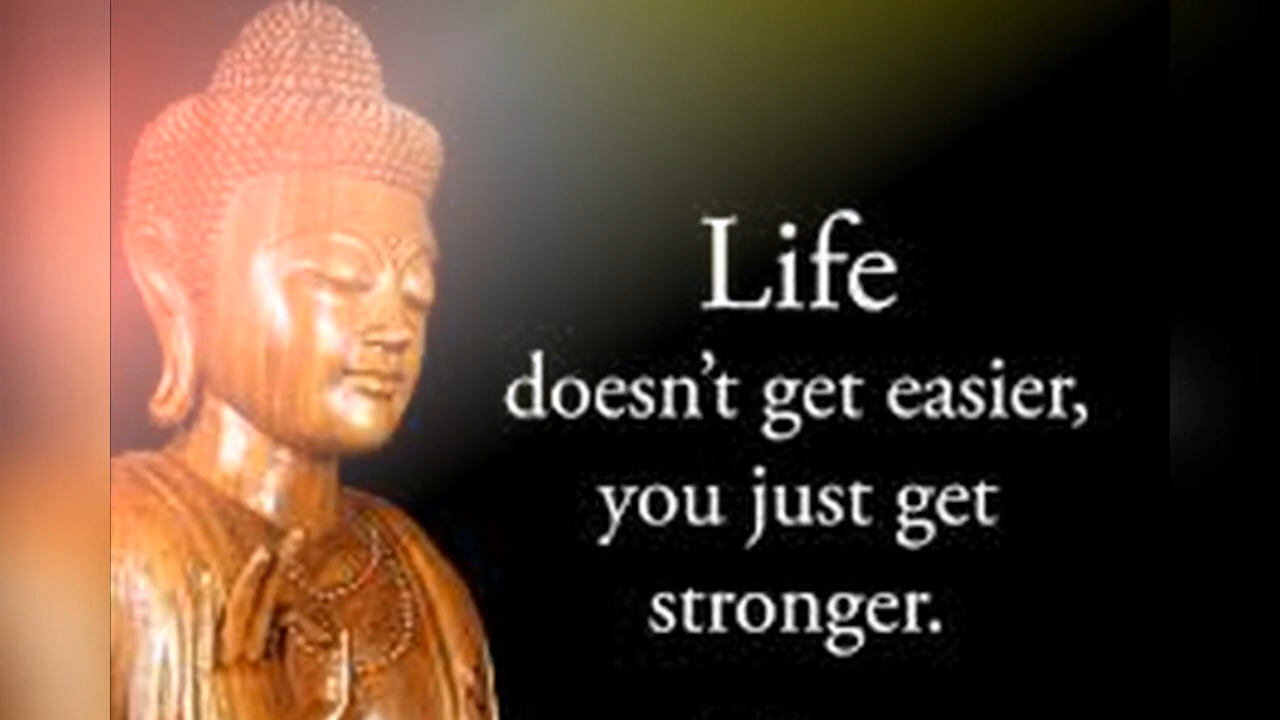 Life
doesn’t get easier,
you just get
stronger.